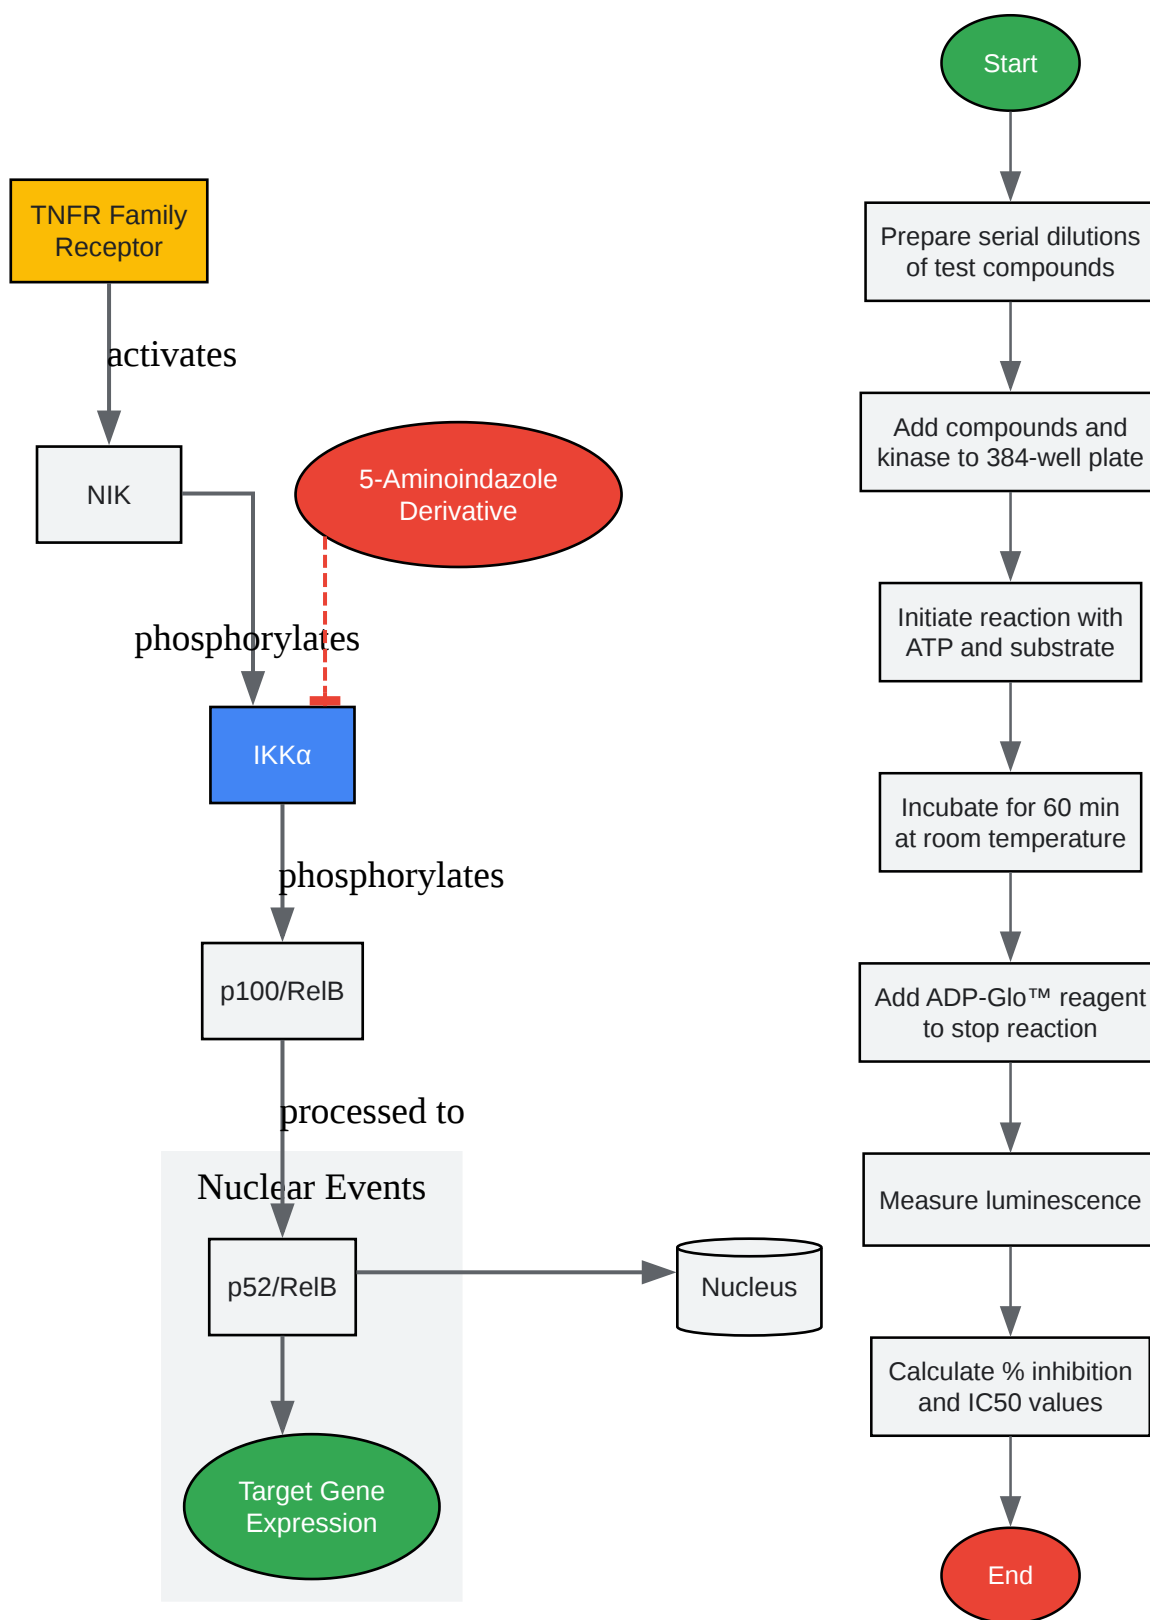 TNFR Family
Receptor
activates
NIK
5-Aminoindazole
Derivative
phosphorylates
IKKα
phosphorylates
p100/RelB
processed to
Nuclear Events
p52/RelB
Nucleus
Target Gene
Expression
Start
Prepare serial dilutions
of test compounds
Add compounds and
kinase to 384-well plate
Initiate reaction with
ATP and substrate
Incubate for 60 min
at room temperature
Add ADP-Glo™ reagent
to stop reaction
Measure luminescence
Calculate % inhibition
and IC50 values
End